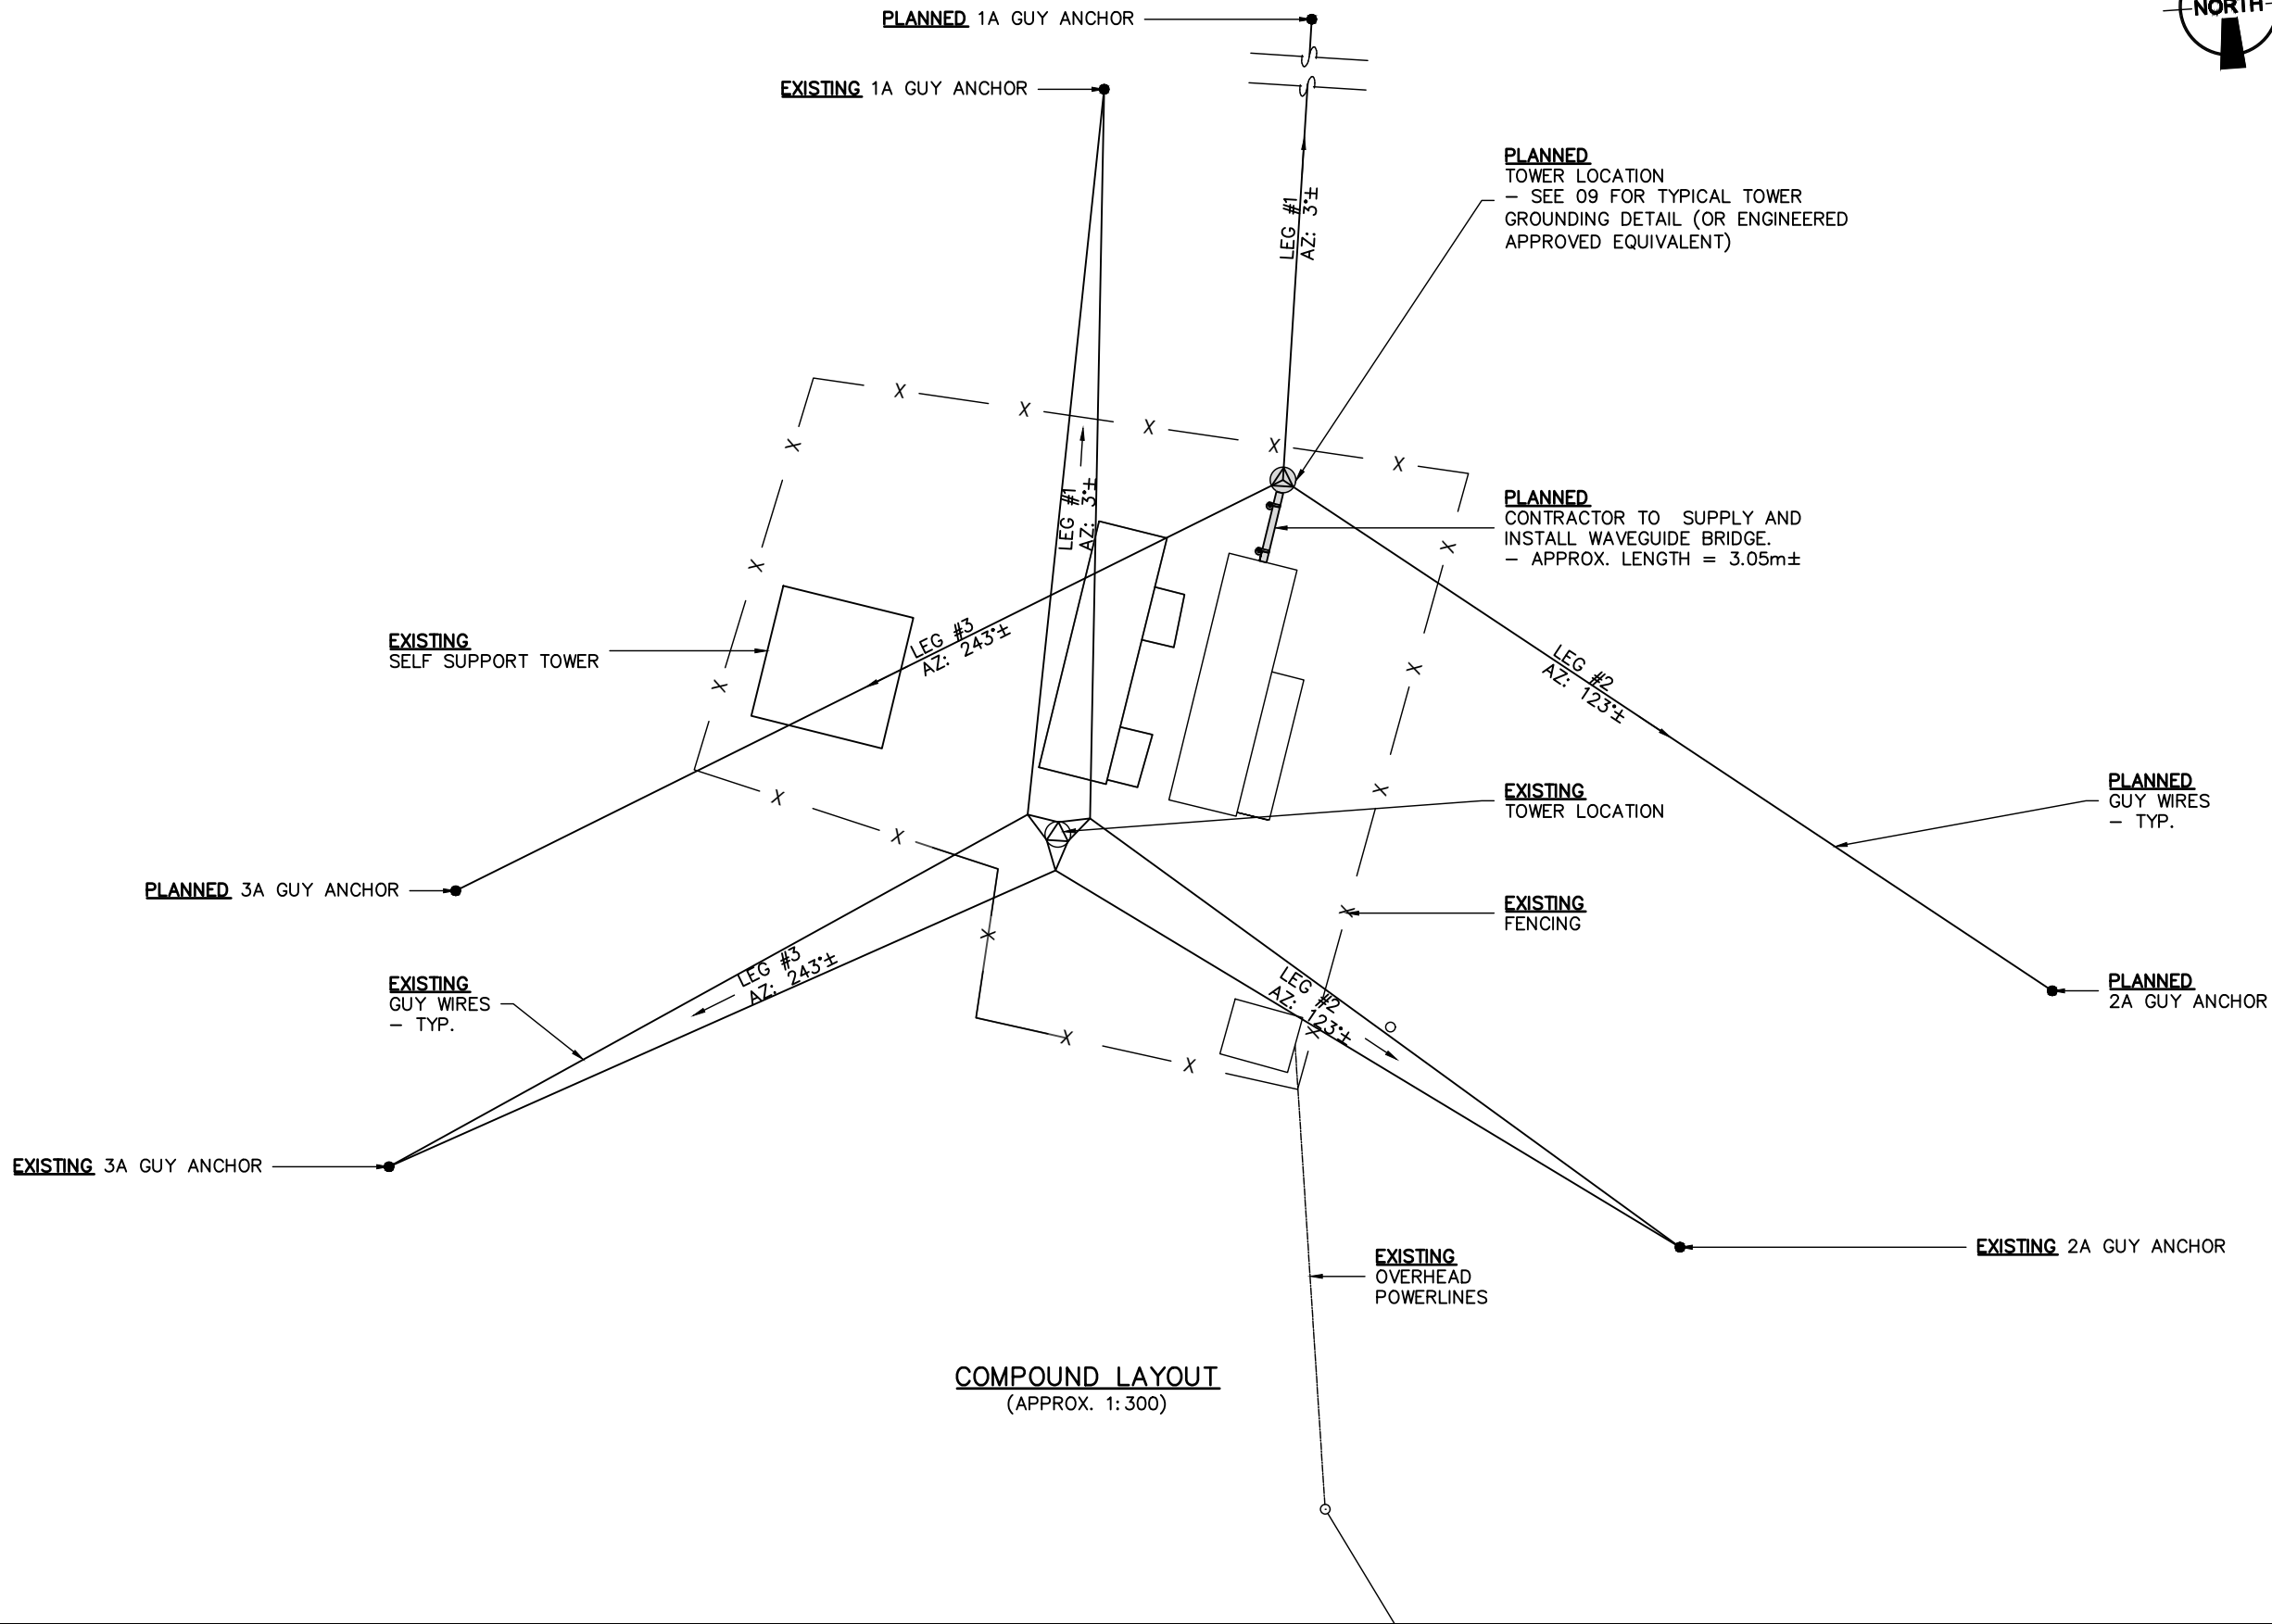 PLANNED 1A GUY ANCHOR
NORTH
EXISTING 1A GUY ANCHOR
PLANNED
TOWER LOCATION
– SEE 09 FOR TYPICAL TOWER
GROUNDING DETAIL (OR ENGINEERED
APPROVED EQUIVALENT)
LEG #1
AZ: 3°±
X X X X X
X X X X
LEG #1
AZ: 3°±
PLANNED
CONTRACTOR TO SUPPLY AND
INSTALL WAVEGUIDE BRIDGE.
– APPROX. LENGTH = 3.05m±
EXISTING
SELF SUPPORT TOWER
LEG #3
AZ: 243°±
LEG #2
AZ: 123°±
X X X X
EXISTING
TOWER LOCATION
PLANNED
GUY WIRES
– TYP.
PLANNED 3A GUY ANCHOR
EXISTING
FENCING
EXISTING
GUY WIRES
– TYP.
LEG #3
AZ: 243°±
LEG #2
AZ: 123°±
PLANNED
2A GUY ANCHOR
X X X X
EXISTING 3A GUY ANCHOR
EXISTING 2A GUY ANCHOR
EXISTING
OVERHEAD
POWERLINES
COMPOUND LAYOUT
(APPROX. 1:300)